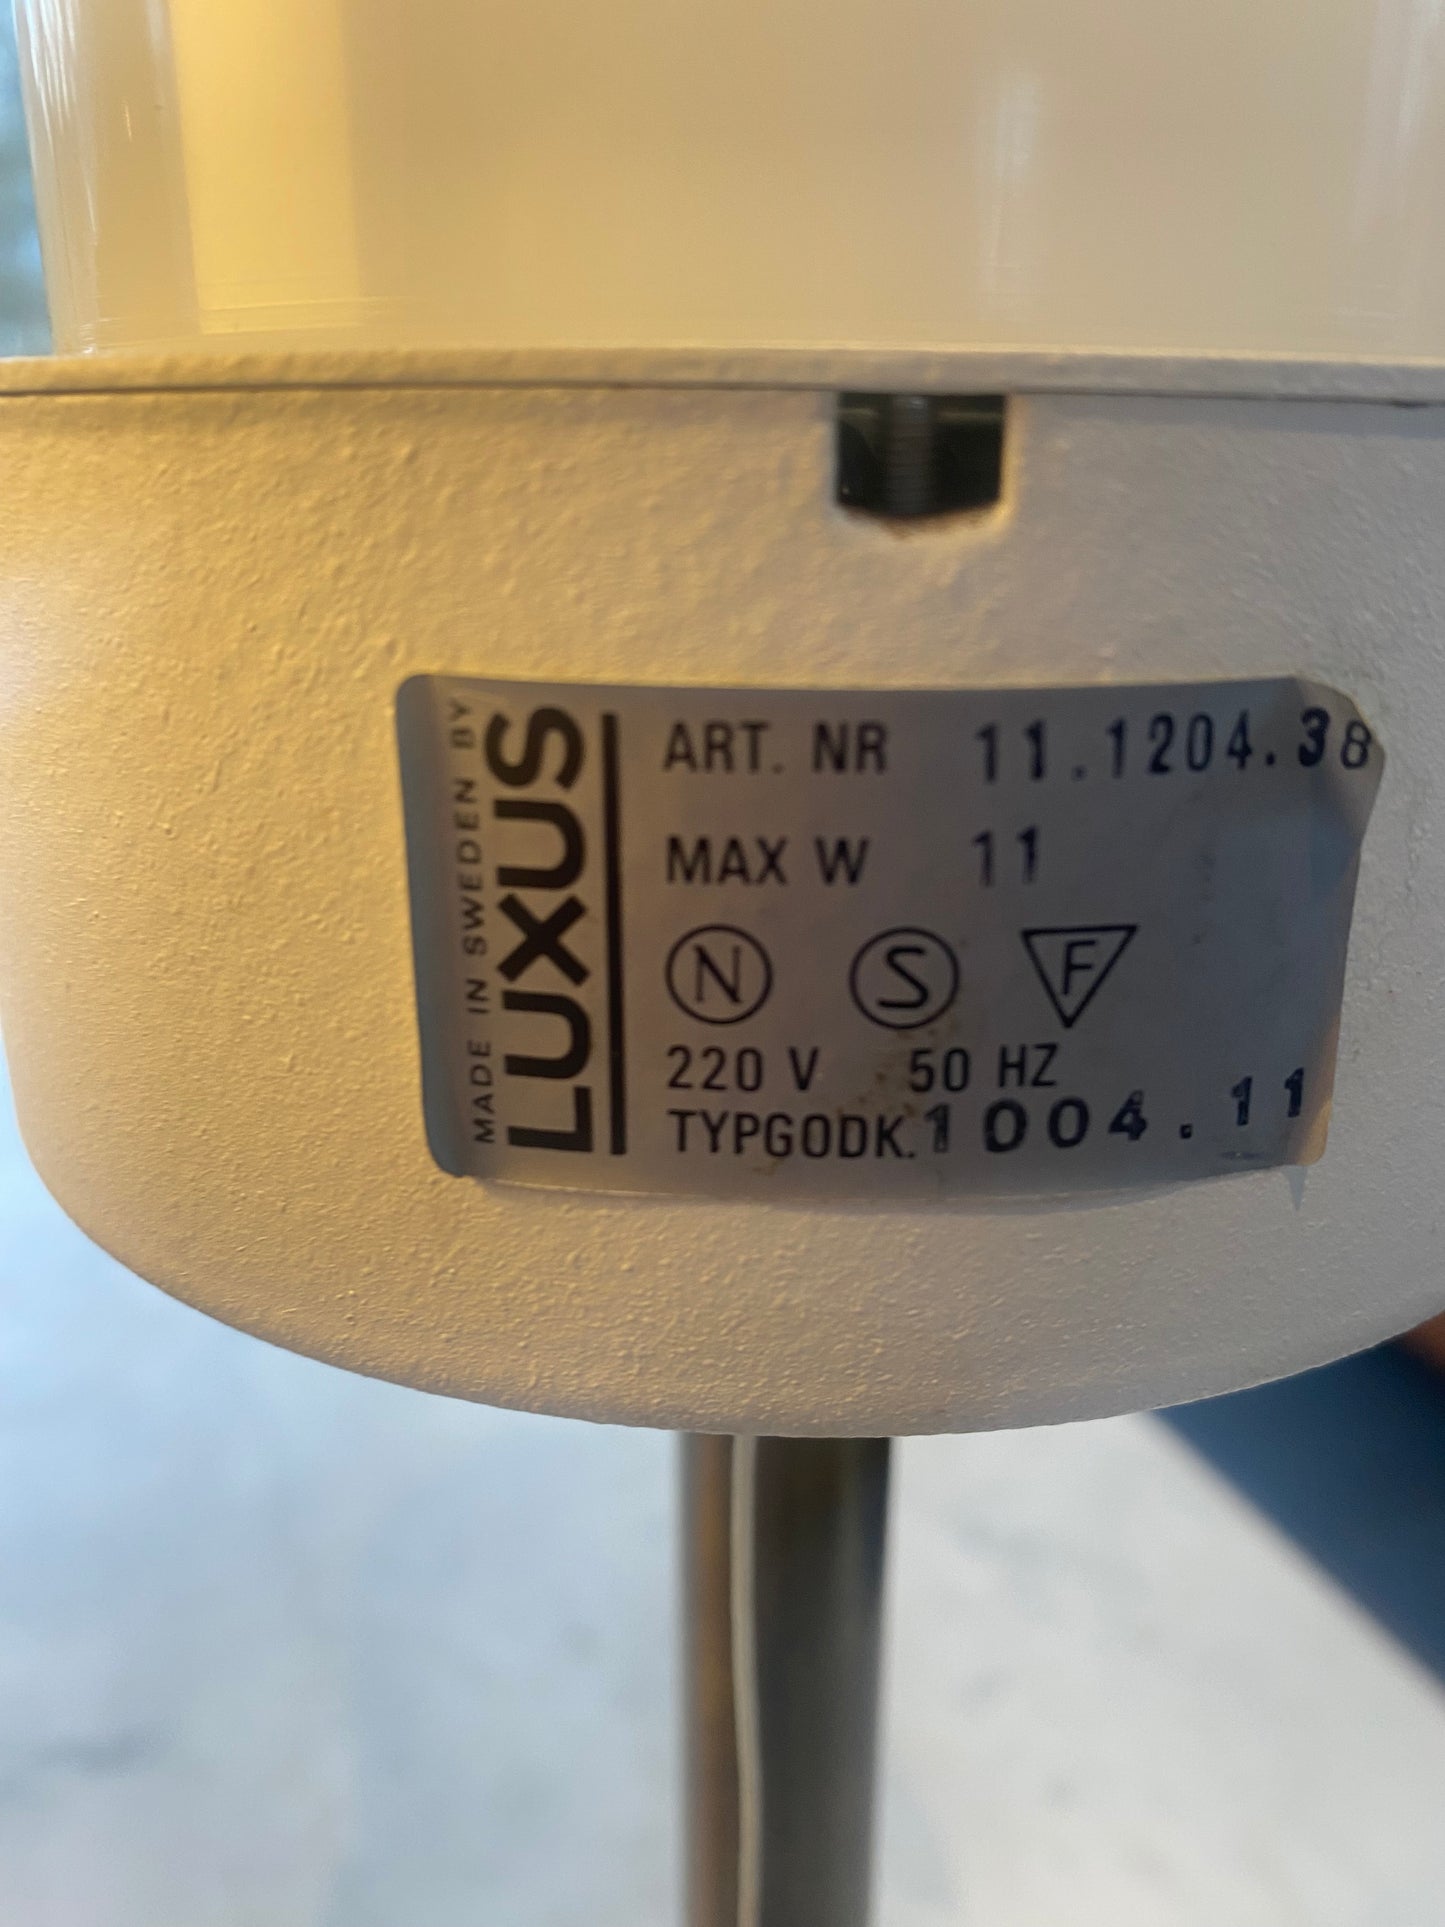 MADE IN SWEDEN BY
LUXUS
ART. NR 11.1204.38
MAX W 11
N S F
220 V 50 HZ
TYPGODK. 1004.11